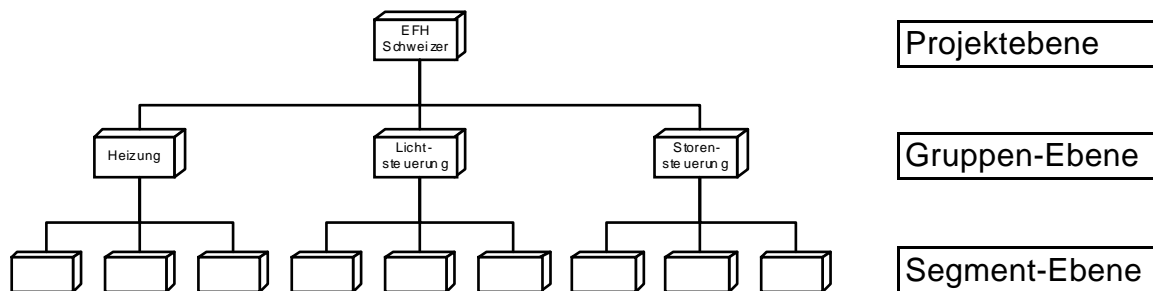 EFH
Schweizer
Projektebene
Heizung
Licht-
steuerung
Storen-
steuerung
Gruppen-Ebene
Segment-Ebene